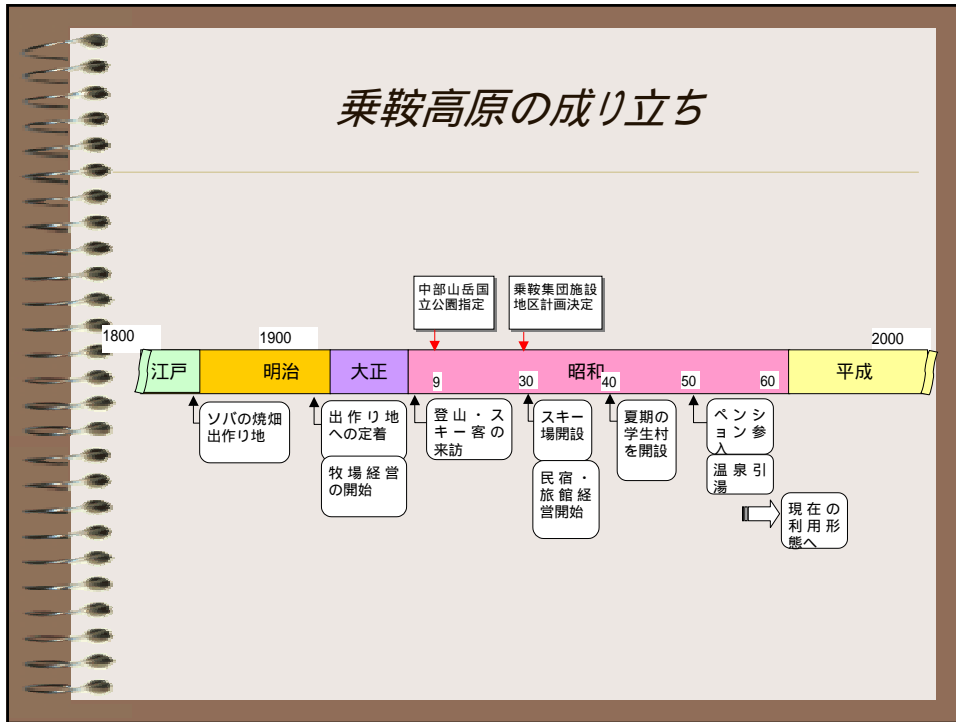 乗鞍高原の成り立ち
中部山岳国
立公園指定
乗鞍集団施設
地区計画決定
1800
1900
2000
江戸
明治
大正
昭和
平成
9
30
40
50
60
ソバの焼畑
出作り地
出作り地
への定着
牧場経営
の開始
登山・ス
キー客の
来訪
スキー
場開設
民宿・
旅館経
営開始
夏期の
学生村
を開設
ペンシ
ョン参
入
温泉引
湯
現在の
利用形
態へ